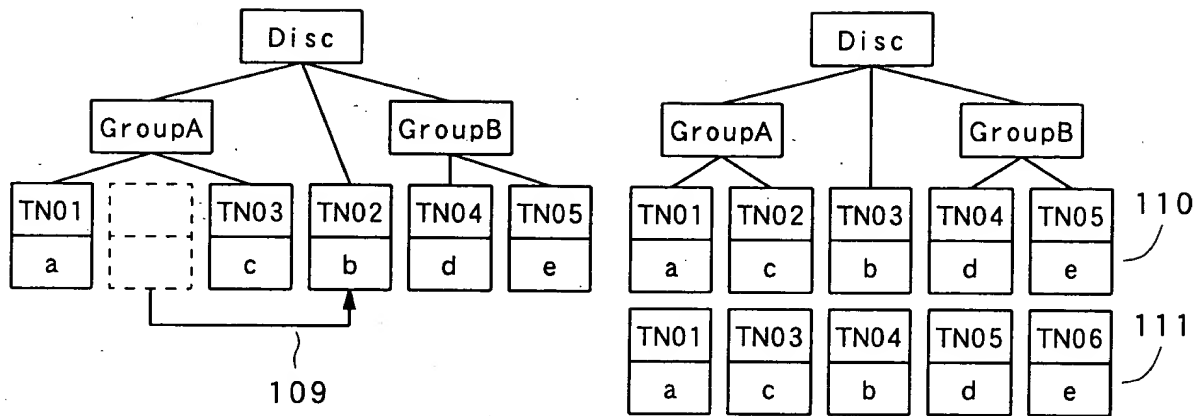 Disc
GroupA
GroupB
TN01 TN03 TN02 TN04 TN05
a c b d e
109
Disc
GroupA
GroupB
TN01 TN02 TN03 TN04 TN05
a c b d e
110
TN01 TN03 TN04 TN05 TN06
a c b d e
111